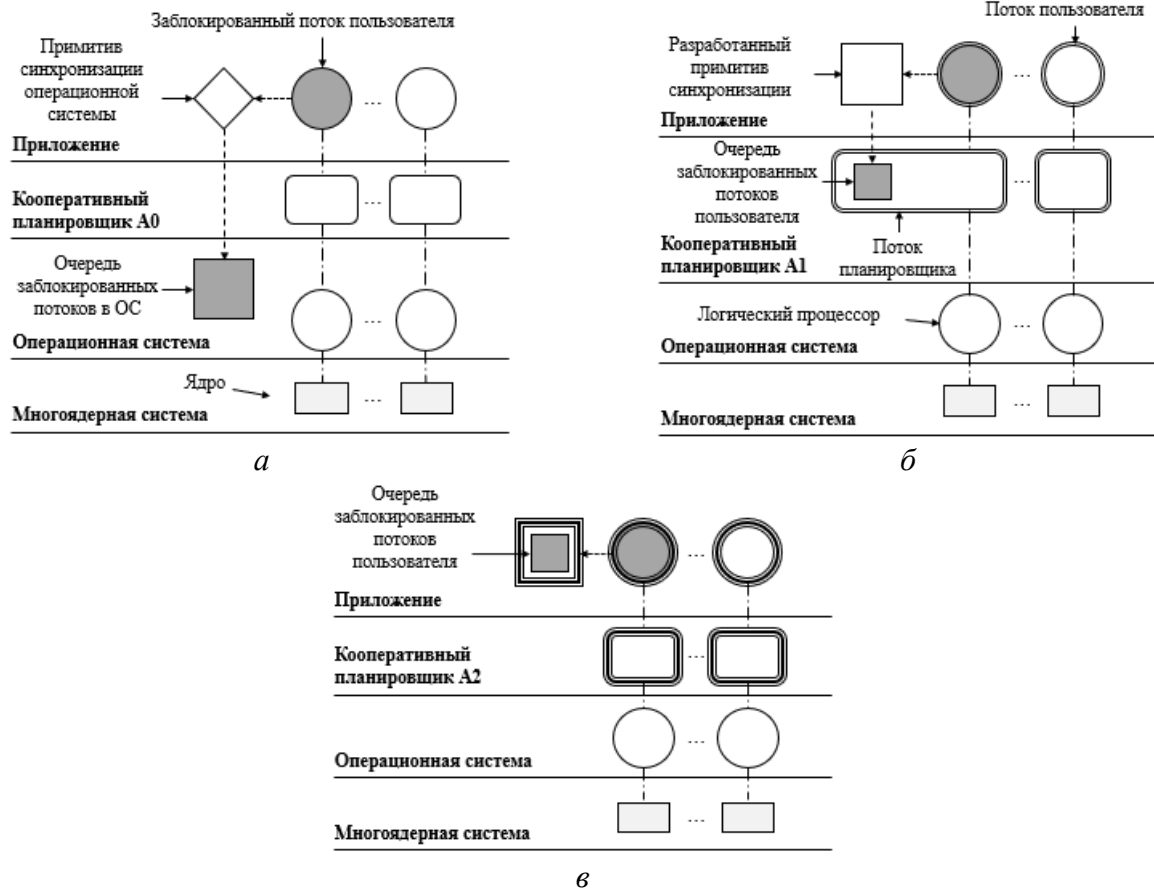 Заблокированный поток пользователя
Примитив
синхронизации
операционной
системы
...
Приложение
Кооперативный
планировщик А0
...
Очередь
заблокированных
потоков в ОС
...
Операционная система
Ядро
...
Многоядерная система
а
Поток пользователя
Разработанный
примитив
синхронизации
...
Приложение
Очередь
заблокированных
потоков
пользователя
...
Кооперативный
планировщик А1
Поток
планировщика
Логический процессор
...
Операционная система
...
Многоядерная система
б
Очередь
заблокированных
потоков
пользователя
...
Приложение
Кооперативный
планировщик А2
...
...
Операционная система
...
Многоядерная система
в